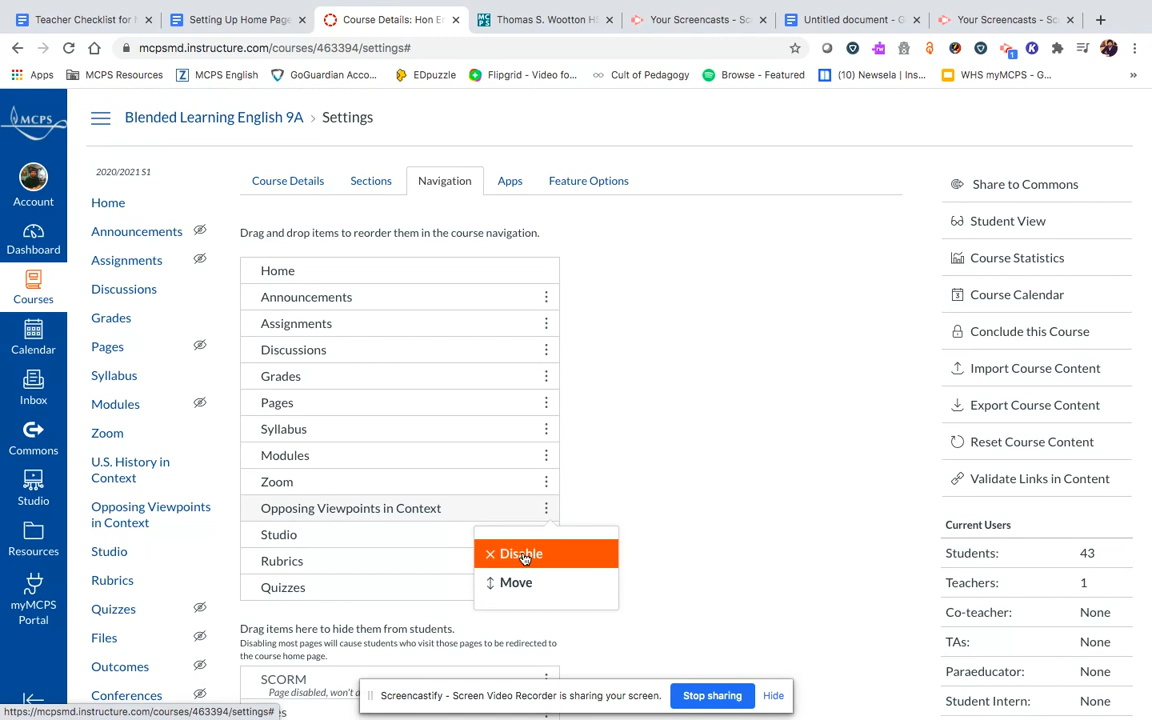 Teacher Checklist for
Setting Up Home Page
Course Details: Hon En
Thomas S. Wootton H
Your Screencasts - Sc
Untitled document - G
Your Screencasts - Sc
mcpsmd.instructure.com/courses/463394/settings#
Apps
MCPS Resources
MCPS English
GoGuardian Acco...
EDpuzzle
Flipgrid - Video fo...
Cult of Pedagogy
Browse - Featured
(10) Newsela | Ins...
WHS myMCPS - G...
»
MCPS
Account
Dashboard
Courses
Calendar
Inbox
Commons
Studio
Resources
myMCPS
Portal
Blended Learning English 9A › Settings
2020/2021 S1
Home
Announcements
Assignments
Discussions
Grades
Pages
Syllabus
Modules
Zoom
U.S. History in
Context
Opposing Viewpoints
in Context
Studio
Rubrics
Quizzes
Files
Outcomes
Conferences
Course Details
Sections
Navigation
Apps
Feature Options
Drag and drop items to reorder them in the course navigation.
Home
Announcements
Assignments
Discussions
Grades
Pages
Syllabus
Modules
Zoom
Opposing Viewpoints in Context
Studio
Rubrics
Quizzes
Disable
Move
Drag items here to hide them from students.
Disabling most pages will cause students who visit those pages to be redirected to
the course home page.
SCORM
Page disabled, won't
Share to Commons
Student View
Course Statistics
Course Calendar
Conclude this Course
Import Course Content
Export Course Content
Reset Course Content
Validate Links in Content
Current Users
Students: 43
Teachers: 1
Co-teacher: None
TAs: None
Paraeducator: None
Student Intern: None
Screencastify - Screen Video Recorder is sharing your screen.
Stop sharing
Hide
https://mcpsmd.instructure.com/courses/463394/settings#